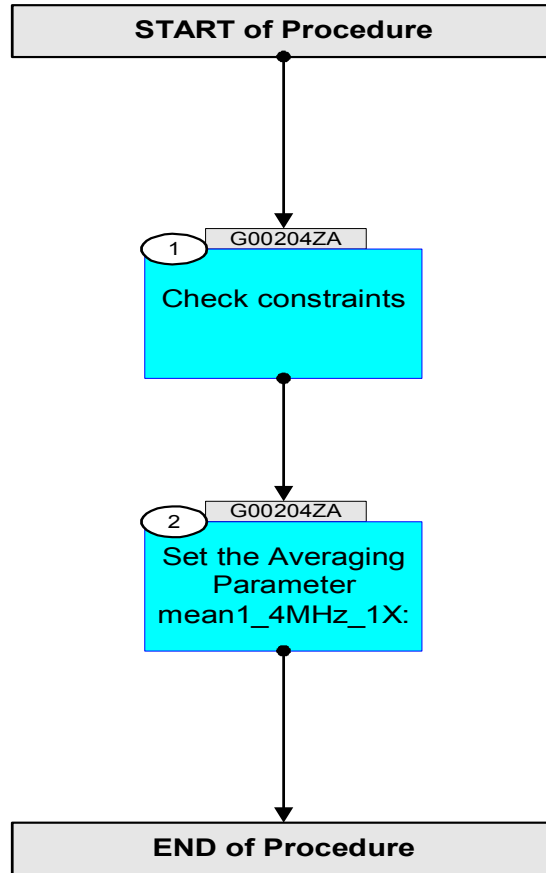 START of Procedure
G00204ZA
1
Check constraints
G00204ZA
2
Set the Averaging
Parameter
mean1_4MHz_1X:
END of Procedure